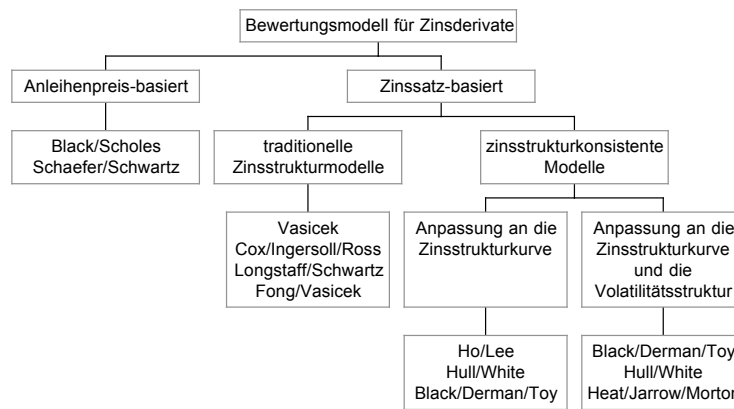 Bewertungsmodell für Zinsderivate
Anleihenpreis-basiert
Zinssatz-basiert
Black/Scholes
Schaefer/Schwartz
traditionelle
Zinsstrukturmodelle
zinsstrukturkonsistente
Modelle
Vasicek
Cox/Ingersoll/Ross
Longstaff/Schwartz
Fong/Vasicek
Anpassung an die
Zinsstrukturkurve
Anpassung an die
Zinsstrukturkurve
und die
Volatilitätsstruktur
Ho/Lee
Hull/White
Black/Derman/Toy
Black/Derman/Toy
Hull/White
Heat/Jarrow/Morton